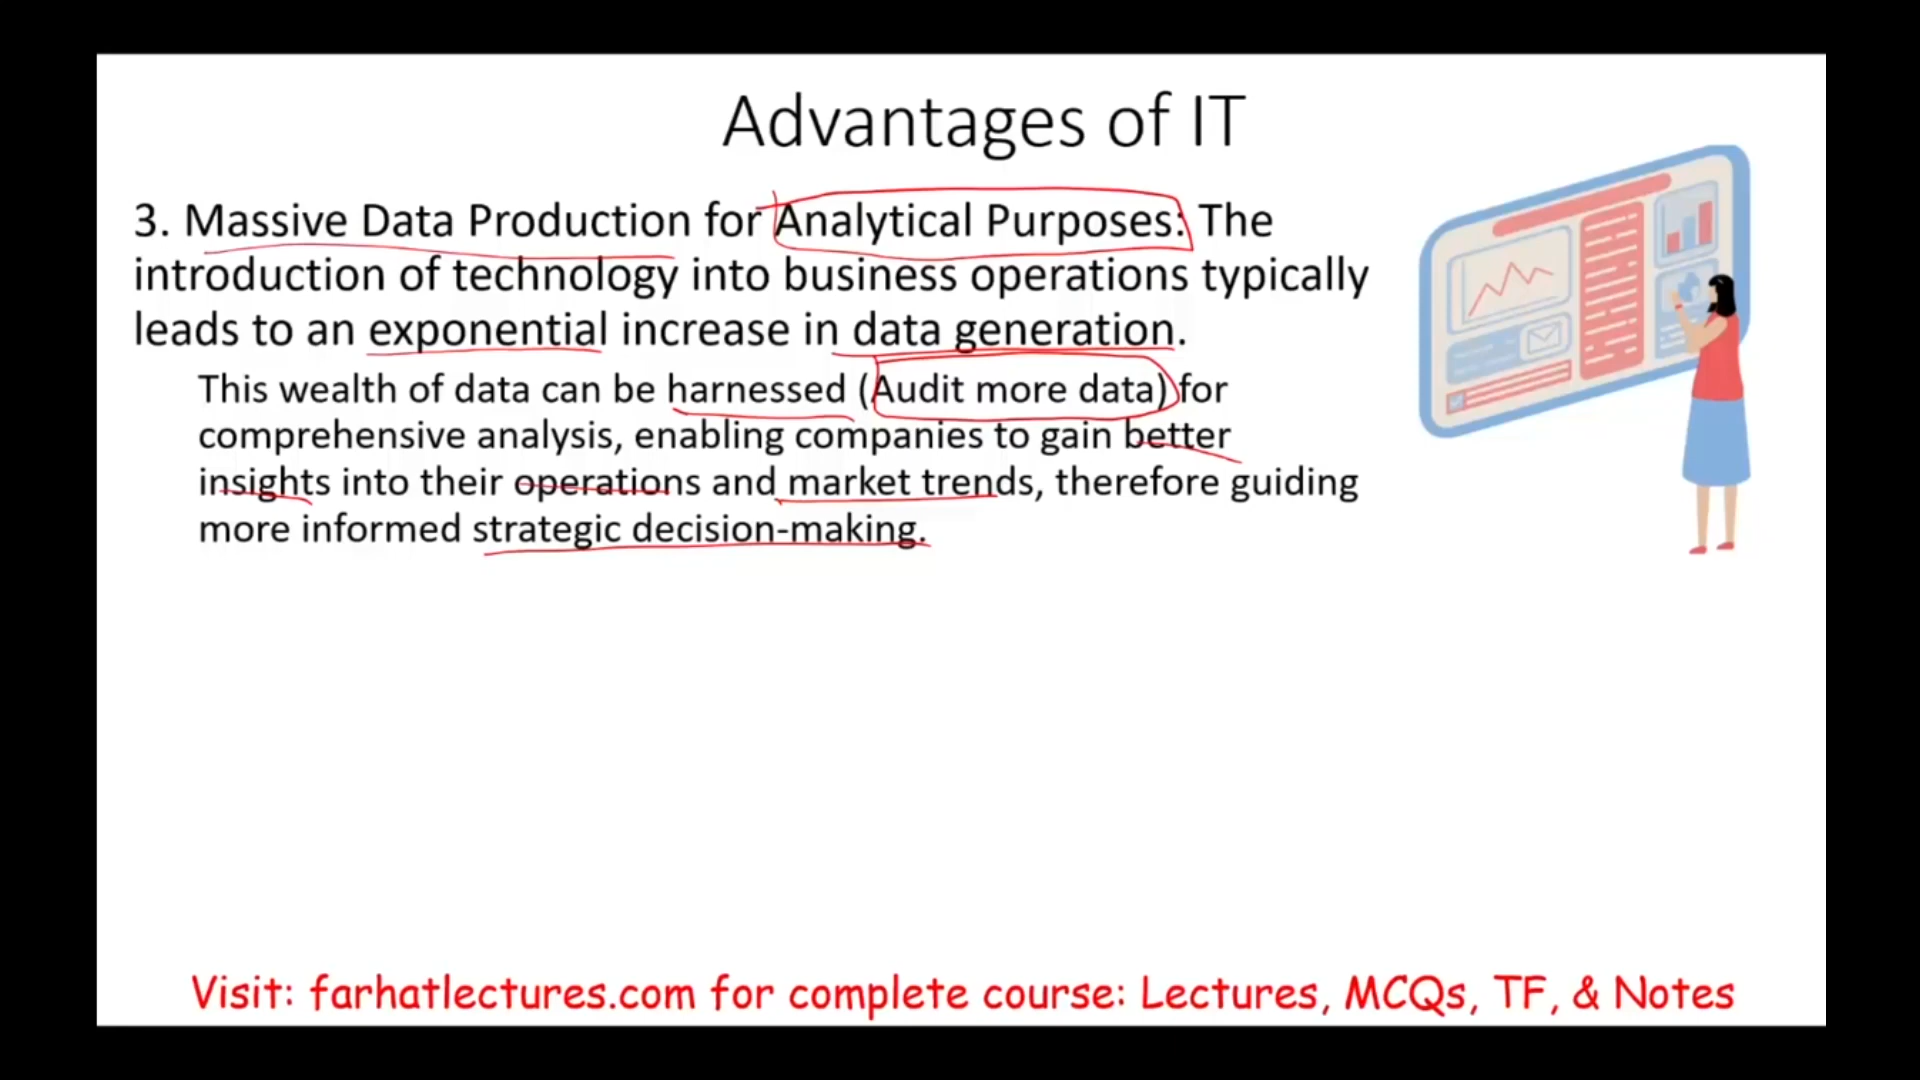 Advantages of IT
3. Massive Data Production for Analytical Purposes: The
introduction of technology into business operations typically
leads to an exponential increase in data generation.
This wealth of data can be harnessed (Audit more data) for
comprehensive analysis, enabling companies to gain better
insights into their operations and market trends, therefore guiding
more informed strategic decision-making.
Visit: farhatlectures.com for complete course: Lectures, MCQs, TF, & Notes